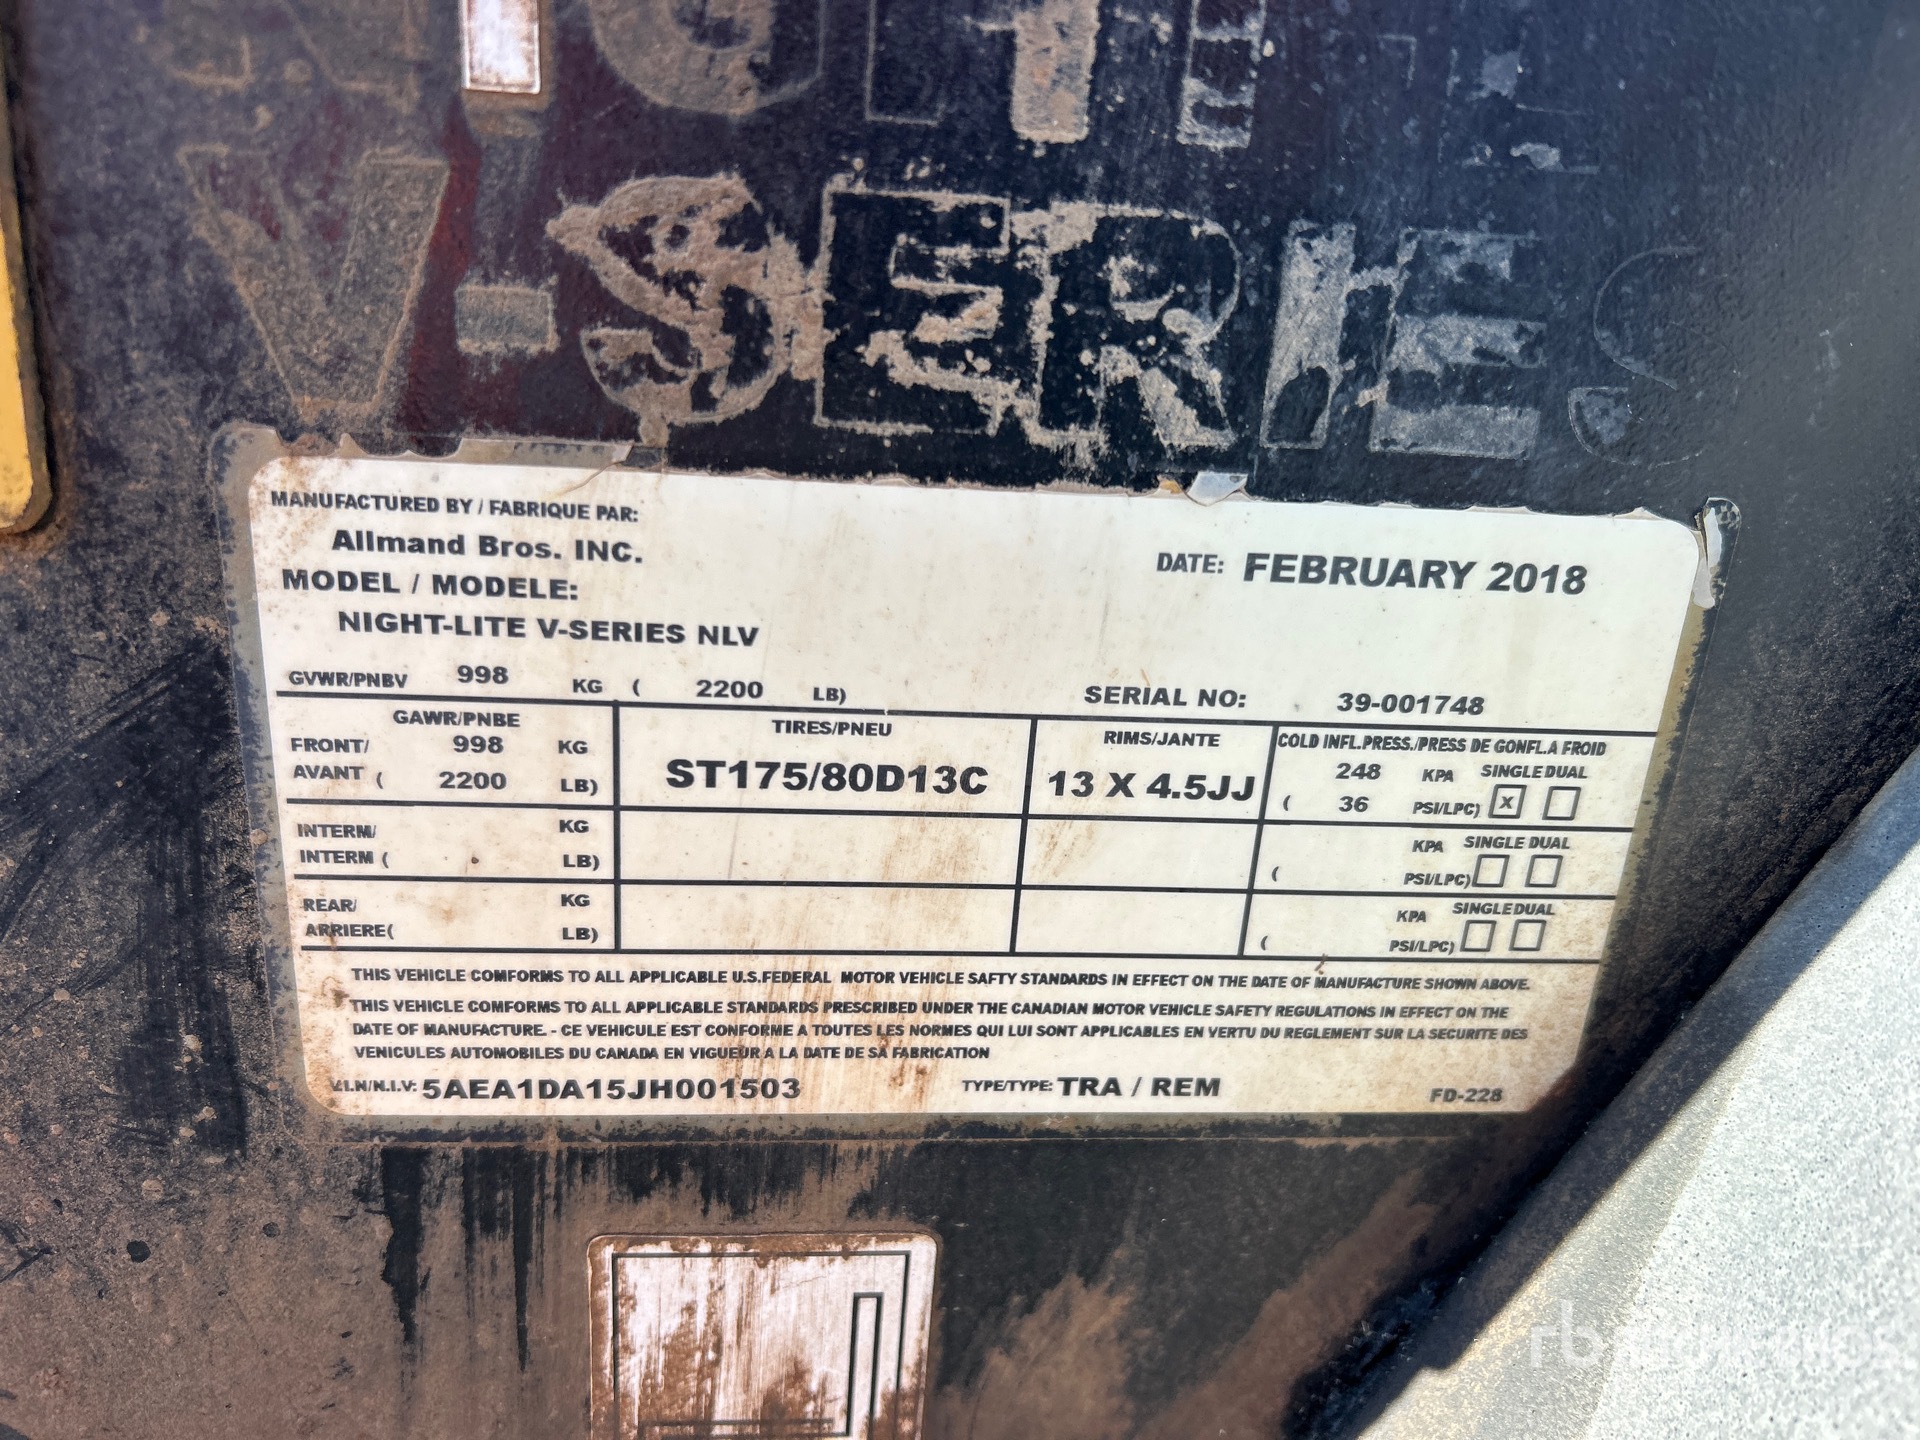 V-SERIES
MANUFACTURED BY / FABRIQUE PAR:
Allmand Bros. INC.
DATE: FEBRUARY 2018
MODEL / MODELE:
NIGHT-LITE V-SERIES NLV
GVWR/PNBV 998 KG ( 2200 LB) SERIAL NO: 39-001748
GAWR/PNBE TIRES/PNEU RIMS/JANTE COLD INFL.PRESS./PRESS DE GONFL.A FROID
FRONT/ 998 KG 248 KPA SINGLE DUAL
AVANT ( 2200 LB) ST175/80D13C 13 X 4.5JJ ( 36 PSI/LPC) X
INTERM/ KG KPA SINGLE DUAL
INTERM ( LB) ( PSI/LPC)
REAR/ KG KPA SINGLE DUAL
ARRIERE( LB) ( PSI/LPC)
THIS VEHICLE COMFORMS TO ALL APPLICABLE U.S.FEDERAL MOTOR VEHICLE SAFTY STANDARDS IN EFFECT ON THE DATE OF MANUFACTURE SHOWN ABOVE.
THIS VEHICLE COMFORMS TO ALL APPLICABLE STANDARDS PRESCRIBED UNDER THE CANADIAN MOTOR VEHICLE SAFETY REGULATIONS IN EFFECT ON THE
DATE OF MANUFACTURE. - CE VEHICULE EST CONFORME A TOUTES LES NORMES QUI LUI SONT APPLICABLES EN VERTU DU REGLEMENT SUR LA SECURITE DES
VENICULES AUTOMOBILES DU CANADA EN VIGUEUR A LA DATE DE SA FABRICATION
V.I.N/N.I.V: 5AEA1DA15JH001503 TYPE/TYPE: TRA / REM FD-228